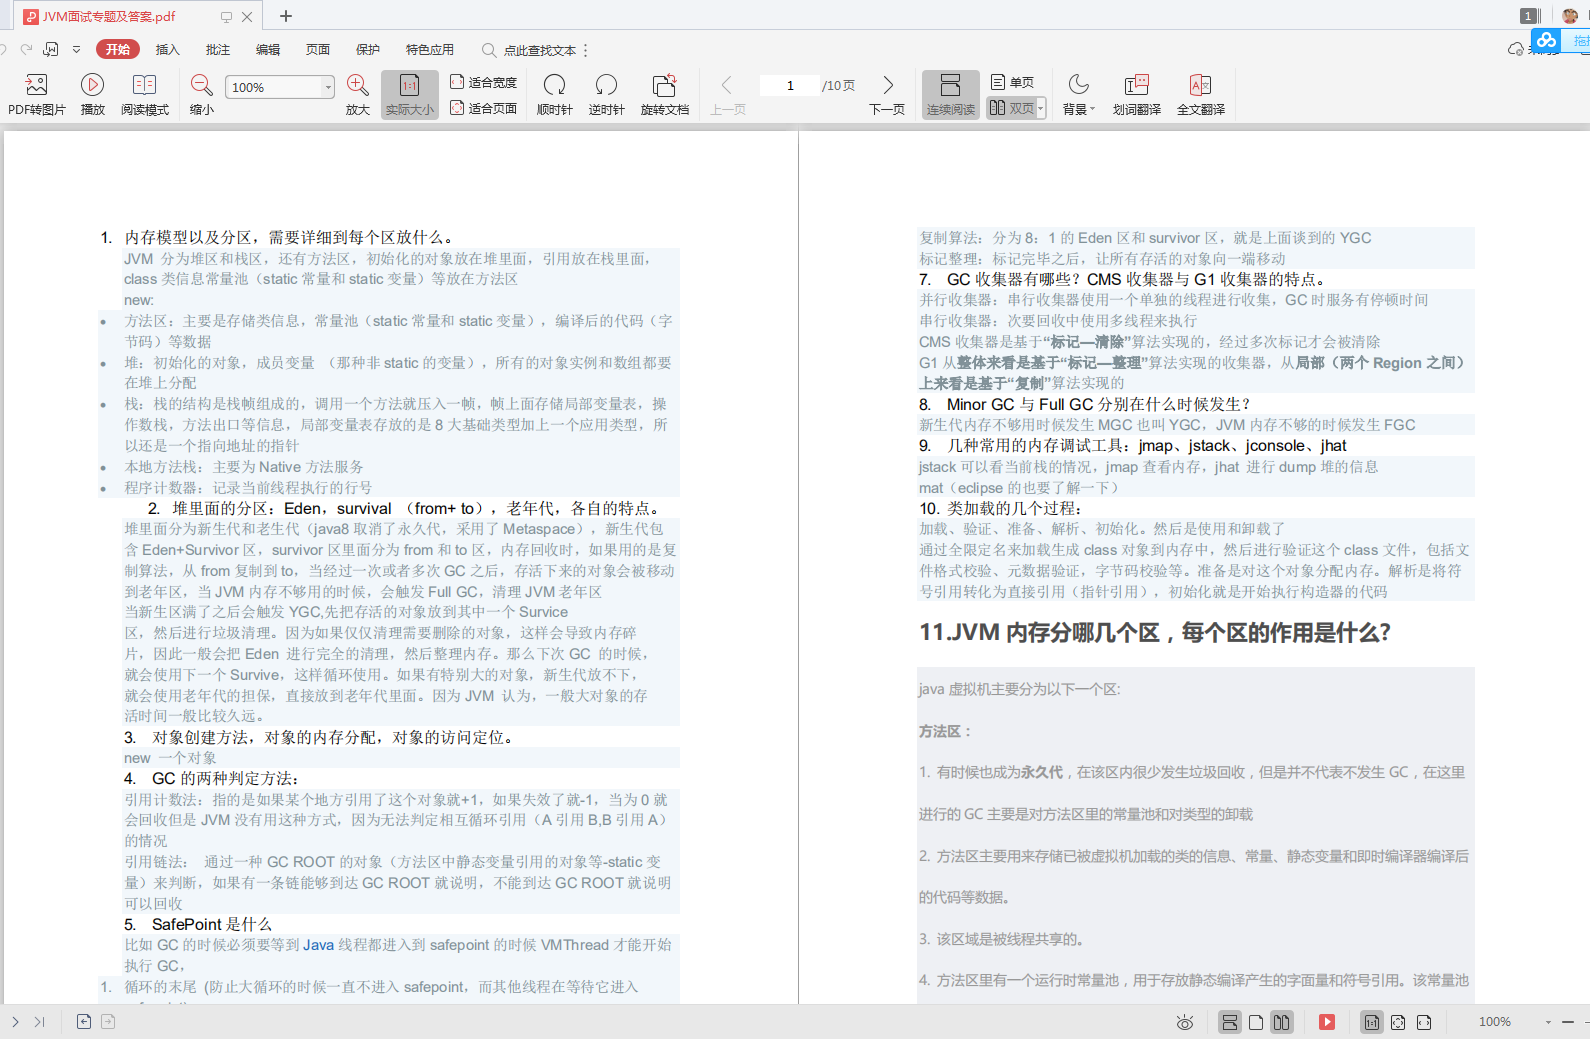 JVM面试专题及答案.pdf
1
开始 插入 批注 编辑 页面 保护 特色应用 点此查找文本
拖拽
PDF转图片 播放 阅读模式 缩小 100% 放大 实际大小 适合宽度 适合页面 顺时针 逆时针 旋转文档 上一页 1 /10页 下一页 连续阅读 单页 双页 背景 划词翻译 全文翻译
1. 内存模型以及分区，需要详细到每个区放什么。
JVM 分为堆区和栈区，还有方法区，初始化的对象放在堆里面，引用放在栈里面，
class 类信息常量池（static 常量和 static 变量）等放在方法区
new:
• 方法区：主要是存储类信息，常量池（static 常量和 static 变量），编译后的代码（字
节码）等数据
• 堆：初始化的对象，成员变量 （那种非 static 的变量），所有的对象实例和数组都要
在堆上分配
• 栈：栈的结构是栈帧组成的，调用一个方法就压入一帧，帧上面存储局部变量表，操
作数栈，方法出口等信息，局部变量表存放的是 8 大基础类型加上一个应用类型，所
以还是一个指向地址的指针
• 本地方法栈：主要为 Native 方法服务
• 程序计数器：记录当前线程执行的行号
2. 堆里面的分区：Eden，survival （from+ to），老年代，各自的特点。
堆里面分为新生代和老生代（java8 取消了永久代，采用了 Metaspace），新生代包
含 Eden+Survivor 区，survivor 区里面分为 from 和 to 区，内存回收时，如果用的是复
制算法，从 from 复制到 to，当经过一次或者多次 GC 之后，存活下来的对象会被移动
到老年区，当 JVM 内存不够用的时候，会触发 Full GC，清理 JVM 老年区
当新生区满了之后会触发 YGC,先把存活的对象放到其中一个 Survice
区，然后进行垃圾清理。因为如果仅仅清理需要删除的对象，这样会导致内存碎
片，因此一般会把 Eden 进行完全的清理，然后整理内存。那么下次 GC 的时候，
就会使用下一个 Survive，这样循环使用。如果有特别大的对象，新生代放不下，
就会使用老年代的担保，直接放到老年代里面。因为 JVM 认为，一般大对象的存
活时间一般比较久远。
3. 对象创建方法，对象的内存分配，对象的访问定位。
new 一个对象
4. GC 的两种判定方法：
引用计数法：指的是如果某个地方引用了这个对象就+1，如果失效了就-1，当为 0 就
会回收但是 JVM 没有用这种方式，因为无法判定相互循环引用（A 引用 B,B 引用 A）
的情况
引用链法： 通过一种 GC ROOT 的对象（方法区中静态变量引用的对象等-static 变
量）来判断，如果有一条链能够到达 GC ROOT 就说明，不能到达 GC ROOT 就说明
可以回收
5. SafePoint 是什么
比如 GC 的时候必须要等到 Java 线程都进入到 safepoint 的时候 VMThread 才能开始
执行 GC，
1. 循环的末尾 (防止大循环的时候一直不进入 safepoint，而其他线程在等待它进入
复制算法：分为 8：1 的 Eden 区和 survivor 区，就是上面谈到的 YGC
标记整理：标记完毕之后，让所有存活的对象向一端移动
7. GC 收集器有哪些？CMS 收集器与 G1 收集器的特点。
并行收集器：串行收集器使用一个单独的线程进行收集，GC 时服务有停顿时间
串行收集器：次要回收中使用多线程来执行
CMS 收集器是基于“标记—清除”算法实现的，经过多次标记才会被清除
G1 从整体来看是基于“标记—整理”算法实现的收集器，从局部（两个 Region 之间）
上来看是基于“复制”算法实现的
8. Minor GC 与 Full GC 分别在什么时候发生？
新生代内存不够用时候发生 MGC 也叫 YGC，JVM 内存不够的时候发生 FGC
9. 几种常用的内存调试工具：jmap、jstack、jconsole、jhat
jstack 可以看当前栈的情况，jmap 查看内存，jhat 进行 dump 堆的信息
mat（eclipse 的也要了解一下）
10. 类加载的几个过程：
加载、验证、准备、解析、初始化。然后是使用和卸载了
通过全限定名来加载生成 class 对象到内存中，然后进行验证这个 class 文件，包括文
件格式校验、元数据验证，字节码校验等。准备是对这个对象分配内存。解析是将符
号引用转化为直接引用（指针引用），初始化就是开始执行构造器的代码
11.JVM 内存分哪几个区，每个区的作用是什么?
java 虚拟机主要分为以下一个区:
方法区：
1. 有时候也成为永久代，在该区内很少发生垃圾回收，但是并不代表不发生 GC，在这里
进行的 GC 主要是对方法区里的常量池和对类型的卸载
2. 方法区主要用来存储已被虚拟机加载的类的信息、常量、静态变量和即时编译器编译后
的代码等数据。
3. 该区域是被线程共享的。
4. 方法区里有一个运行时常量池，用于存放静态编译产生的字面量和符号引用。该常量池
100%